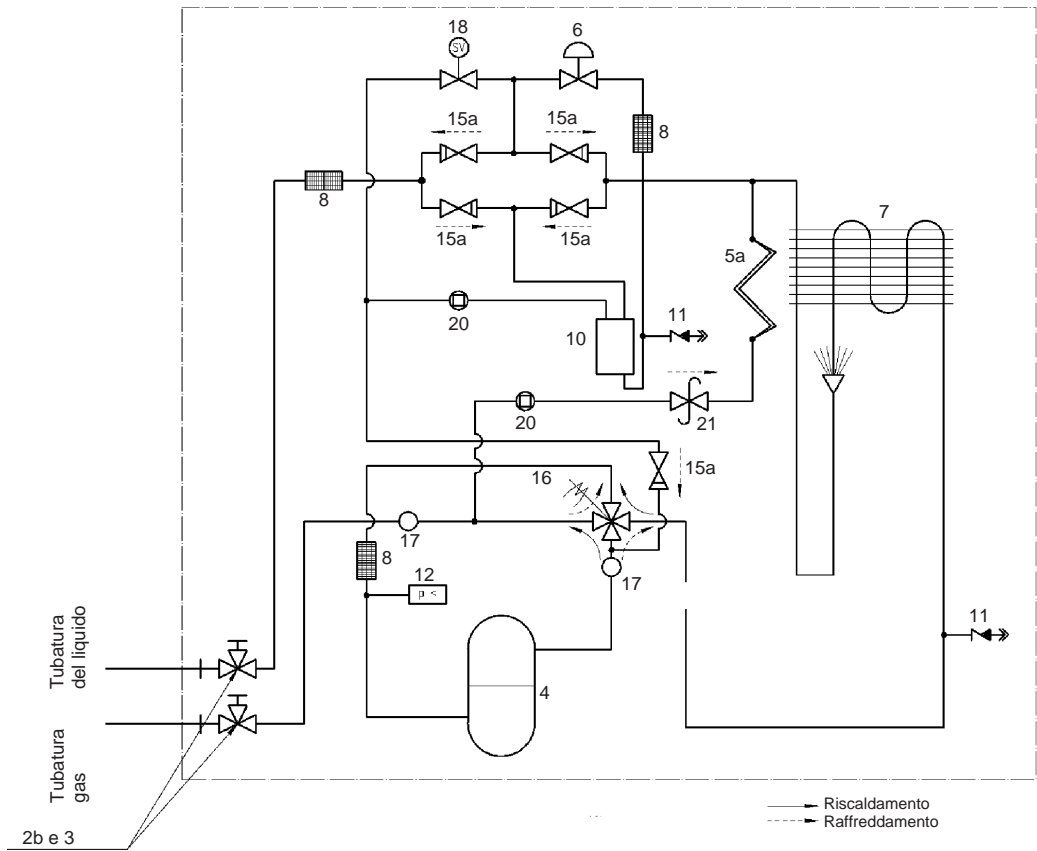 18
6
SV
15a
15a
8
8
7
15a
15a
5a
11
20
10
20
21
16
15a
17
8
17
12
p <
11
Tubatura
del liquido
4
Tubatura
gas
Riscaldamento
Raffreddamento
2b e 3